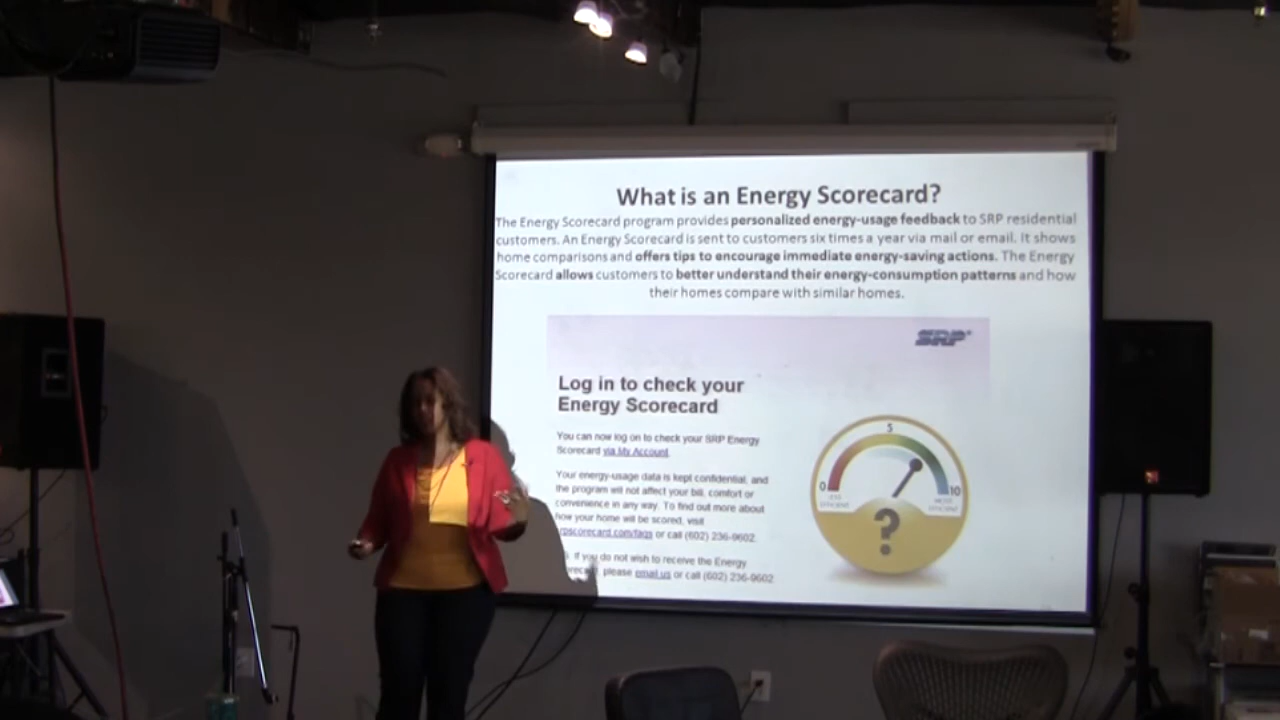 What is an Energy Scorecard?
The Energy Scorecard program provides personalized energy-usage feedback to SRP residential
customers. An Energy Scorecard is sent to customers six times a year via mail or email. It shows
home comparisons and offers tips to encourage immediate energy-saving actions. The Energy
Scorecard allows customers to better understand their energy-consumption patterns and how
their homes compare with similar homes.
SRP
Log in to check your
Energy Scorecard
You can now log on to check your SRP Energy
Scorecard via My Account
Your energy-usage data is kept confidential, and
the program will not affect your bill, comfort or
convenience in any way. To find out more about
how your home will be scored, visit
rpscorecard.com/faqs or call (602) 236-9602.
If you do not wish to receive the Energy
please email us or call (602) 236-9602
5
0
10
LESS
EFFICIENT
MOST
EFFICIENT
?